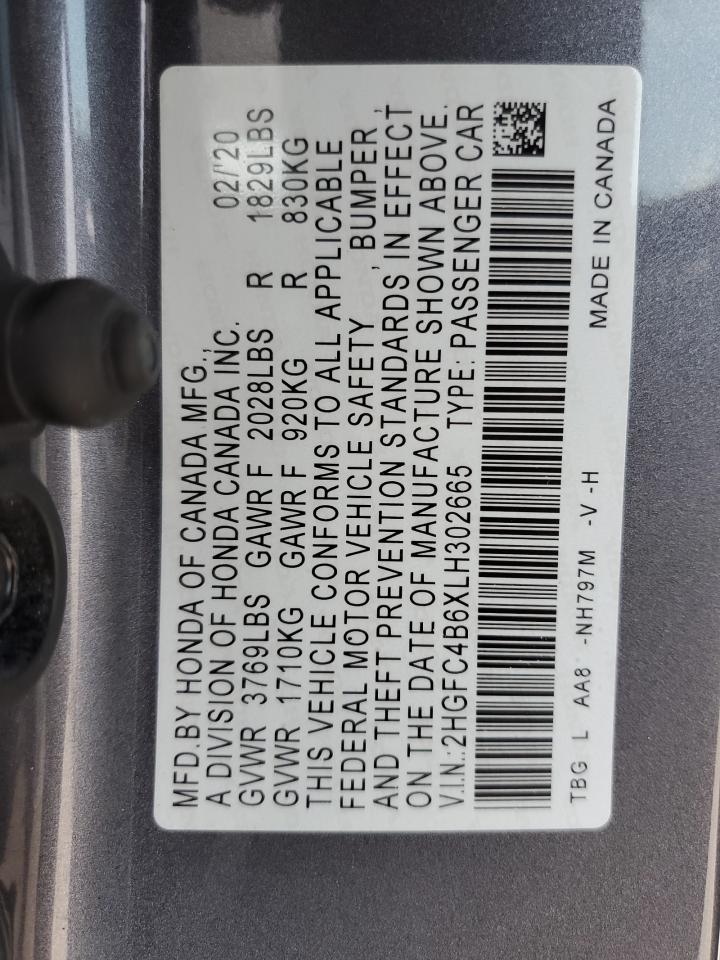 MFD.BY HONDA OF CANADA MFG.,
A DIVISION OF HONDA CANADA INC. 02/'20
GVWR 3769LBS GAWR F 2028LBS R 1829LBS
GVWR 1710KG GAWR F 920KG R 830KG
THIS VEHICLE CONFORMS TO ALL APPLICABLE
FEDERAL MOTOR VEHICLE SAFETY, BUMPER,
AND THEFT PREVENTION STANDARDS IN EFFECT
ON THE DATE OF MANUFACTURE SHOWN ABOVE.
V.I.N.:2HGFC4B6XLH302665 TYPE: PASSENGER CAR
TBG L AA8 -NH797M -V -H
MADE IN CANADA